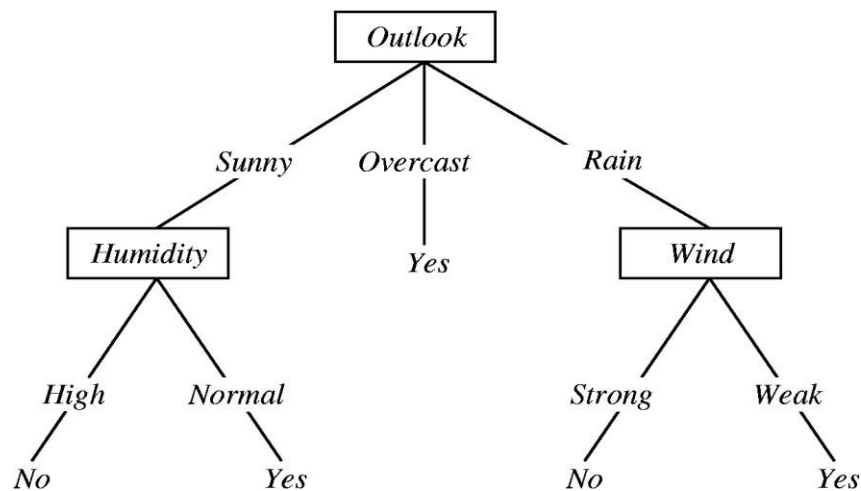 Outlook
Sunny Overcast Rain
Humidity Yes Wind
High Normal Strong Weak
No Yes No Yes